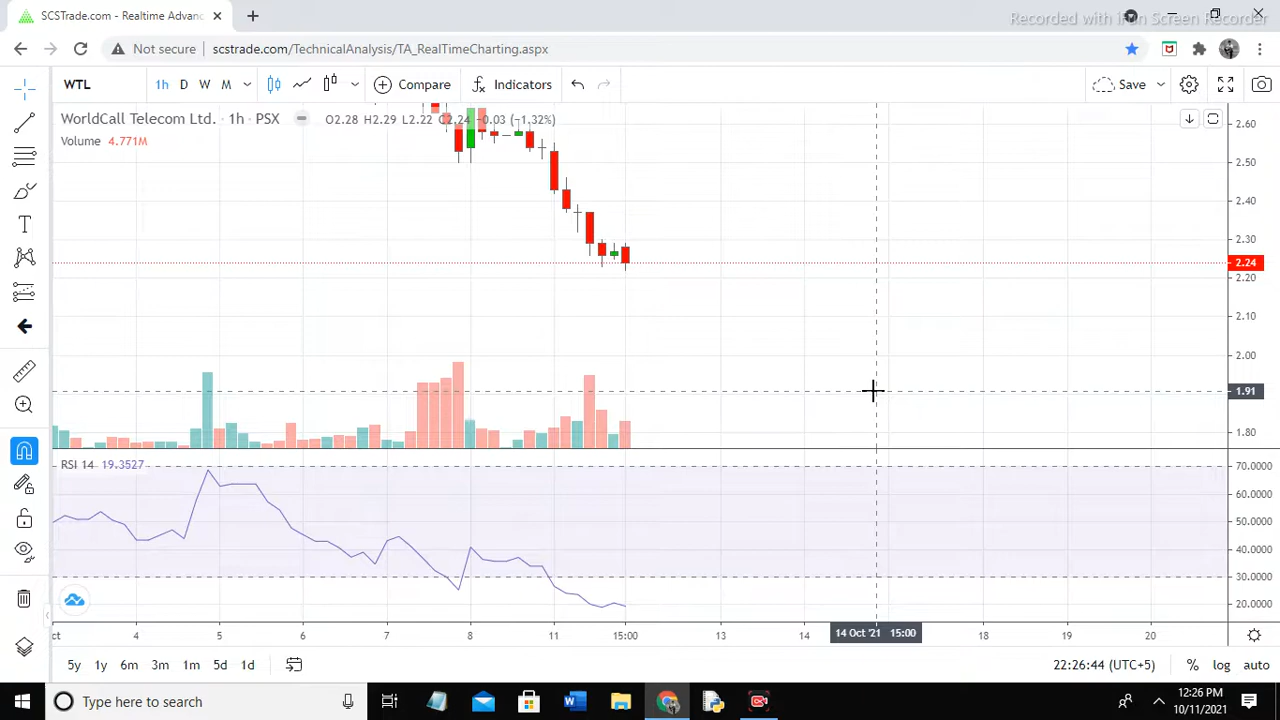 SCSTrade.com - Realtime Advanc
Recorded with iFun Screen Recorder
Not secure
scstrade.com/TechnicalAnalysis/TA_RealTimeCharting.aspx
WTL
1h D W M
Compare
Indicators
Save
WorldCall Telecom Ltd. · 1h · PSX
O2.28 H2.29 L2.22 C2.24 −0.03 (−1.32%)
Volume 4.771M
2.60
2.50
2.40
2.30
2.24
2.20
2.10
2.00
1.91
1.80
RSI 14 19.3527
70.0000
60.0000
50.0000
40.0000
30.0000
20.0000
ct 4 5 6 7 8 11 15:00 13 14 14 Oct '21 15:00 18 19 20
5y 1y 6m 3m 1m 5d 1d
22:26:44 (UTC+5) % log auto
Type here to search
12:26 PM
10/11/2021